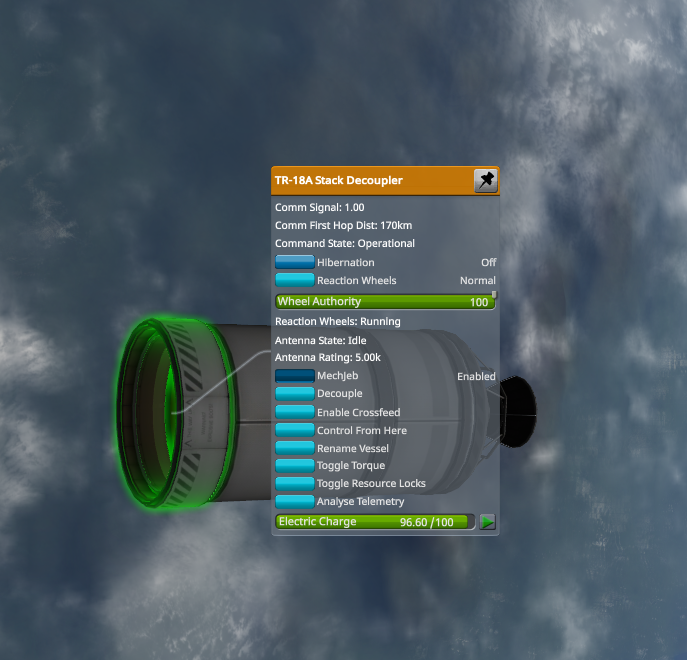 TR-18A Stack Decoupler
Comm Signal: 1.00
Comm First Hop Dist: 170km
Command State: Operational
Hibernation Off
Reaction Wheels Normal
Wheel Authority 100
Reaction Wheels: Running
Antenna State: Idle
Antenna Rating: 5.00k
MechJeb Enabled
Decouple
Enable Crossfeed
Control From Here
Rename Vessel
Toggle Torque
Toggle Resource Locks
Analyse Telemetry
Electric Charge 96.60 /100